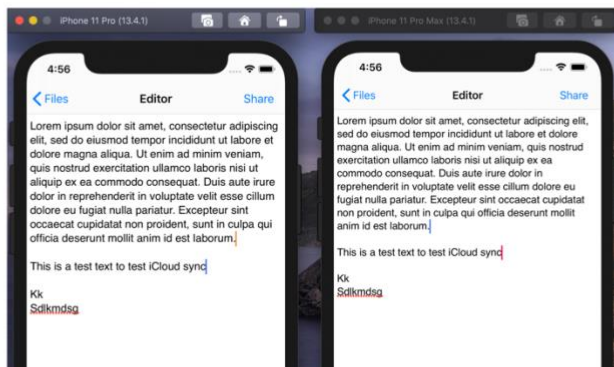 iPhone 11 Pro (13.4.1)
4:56
Files
Editor
Share
Lorem ipsum dolor sit amet, consectetur adipiscing
elit, sed do eiusmod tempor incididunt ut labore et
dolore magna aliqua. Ut enim ad minim veniam,
quis nostrud exercitation ullamco laboris nisi ut
aliquip ex ea commodo consequat. Duis aute irure
dolor in reprehenderit in voluptate velit esse cillum
dolore eu fugiat nulla pariatur. Excepteur sint
occaecat cupidatat non proident, sunt in culpa qui
officia deserunt mollit anim id est laborum.
This is a test text to test iCloud sync
Kk
Sdlkmdsg
iPhone 11 Pro Max (13.4.1)
4:56
Files
Editor
Share
Lorem ipsum dolor sit amet, consectetur adipiscing elit,
sed do eiusmod tempor incididunt ut labore et dolore
magna aliqua. Ut enim ad minim veniam, quis nostrud
exercitation ullamco laboris nisi ut aliquip ex ea
commodo consequat. Duis aute irure dolor in
reprehenderit in voluptate velit esse cillum dolore eu
fugiat nulla pariatur. Excepteur sint occaecat cupidatat
non proident, sunt in culpa qui officia deserunt mollit
anim id est laborum.
This is a test text to test iCloud sync
Kk
Sdlkmdsg